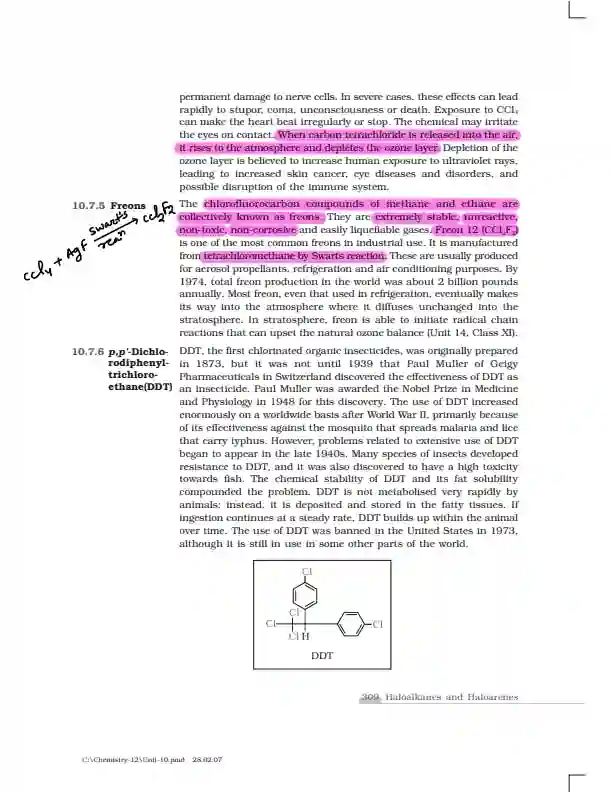 permanent damage to nerve cells. In severe cases, these effects can lead
rapidly to stupor, coma, unconsciousness or death. Exposure to CCl₄
can make the heart beat irregularly or stop. The chemical may irritate
the eyes on contact. When carbon tetrachloride is released into the air,
it rises to the atmosphere and depletes the ozone layer. Depletion of the
ozone layer is believed to increase human exposure to ultraviolet rays,
leading to increased skin cancer, eye diseases and disorders, and
possible disruption of the immune system.
10.7.5 Freons
CCl4 + AgF Swarts reaⁿ → CCl2F2
The chlorofluorocarbon compounds of methane and ethane are
collectively known as freons. They are extremely stable, unreactive,
non-toxic, non-corrosive and easily liquefiable gases. Freon 12 (CCl₂F₂)
is one of the most common freons in industrial use. It is manufactured
from tetrachloromethane by Swarts reaction. These are usually produced
for aerosol propellants, refrigeration and air conditioning purposes. By
1974, total freon production in the world was about 2 billion pounds
annually. Most freon, even that used in refrigeration, eventually makes
its way into the atmosphere where it diffuses unchanged into the
stratosphere. In stratosphere, freon is able to initiate radical chain
reactions that can upset the natural ozone balance (Unit 14, Class XI).
10.7.6 p,p'-Dichlo-
rodiphenyl-
trichloro-
ethane(DDT)
DDT, the first chlorinated organic insecticides, was originally prepared
in 1873, but it was not until 1939 that Paul Muller of Geigy
Pharmaceuticals in Switzerland discovered the effectiveness of DDT as
an insecticide. Paul Muller was awarded the Nobel Prize in Medicine
and Physiology in 1948 for this discovery. The use of DDT increased
enormously on a worldwide basis after World War II, primarily because
of its effectiveness against the mosquito that spreads malaria and lice
that carry typhus. However, problems related to extensive use of DDT
began to appear in the late 1940s. Many species of insects developed
resistance to DDT, and it was also discovered to have a high toxicity
towards fish. The chemical stability of DDT and its fat solubility
compounded the problem. DDT is not metabolised very rapidly by
animals; instead, it is deposited and stored in the fatty tissues. If
ingestion continues at a steady rate, DDT builds up within the animal
over time. The use of DDT was banned in the United States in 1973,
although it is still in use in some other parts of the world.
Cl
Cl
Cl Cl
Cl H
DDT
309 Haloalkanes and Haloarenes
C:\Chemistry-12\Unit-10.pmd 28.02.07